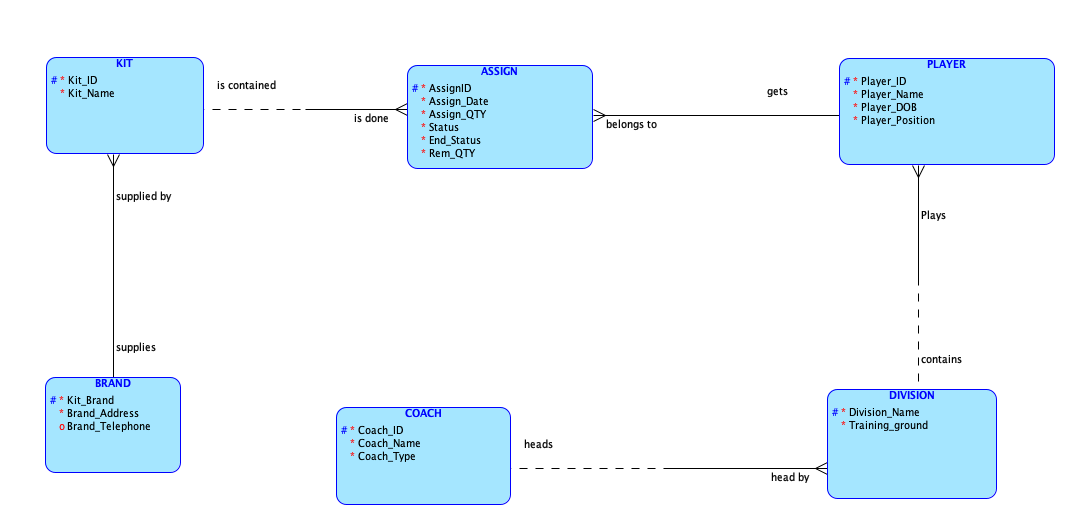 KIT
# * Kit_ID
* Kit_Name
is contained
is done
ASSIGN
# * AssignID
* Assign_Date
* Assign_QTY
* Status
* End_Status
* Rem_QTY
gets
belongs to
PLAYER
# * Player_ID
* Player_Name
* Player_DOB
* Player_Position
supplied by
supplies
Plays
contains
BRAND
# * Kit_Brand
* Brand_Address
o Brand_Telephone
COACH
# * Coach_ID
* Coach_Name
* Coach_Type
heads
head by
DIVISION
# * Division_Name
* Training_ground